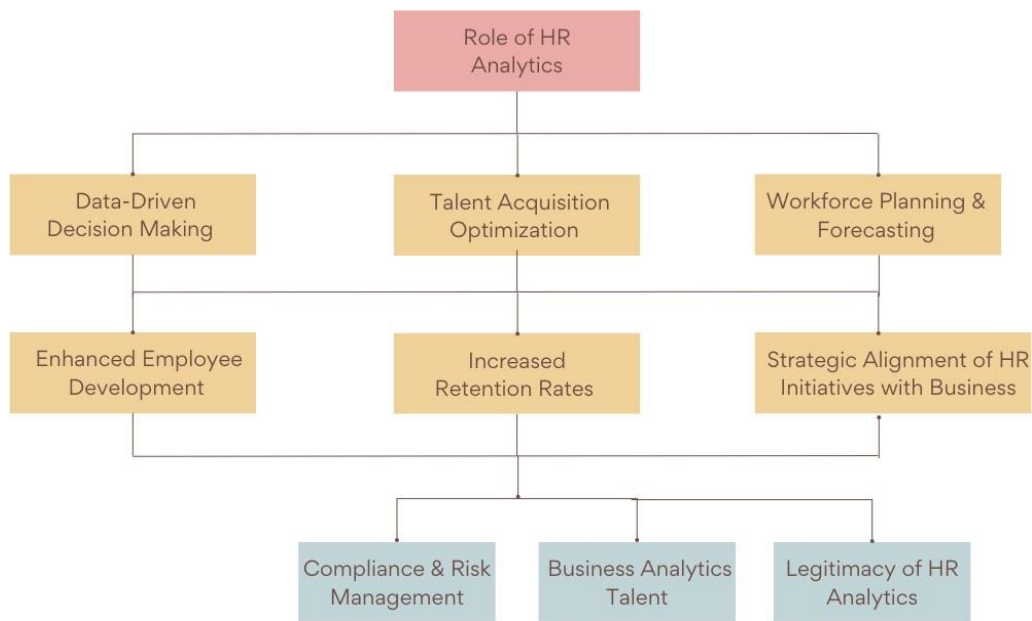 Role of HR
Analytics
Data-Driven
Decision Making
Talent Acquisition
Optimization
Workforce Planning &
Forecasting
Enhanced Employee
Development
Increased
Retention Rates
Strategic Alignment of HR
Initiatives with Business
Compliance & Risk
Management
Business Analytics
Talent
Legitimacy of HR
Analytics